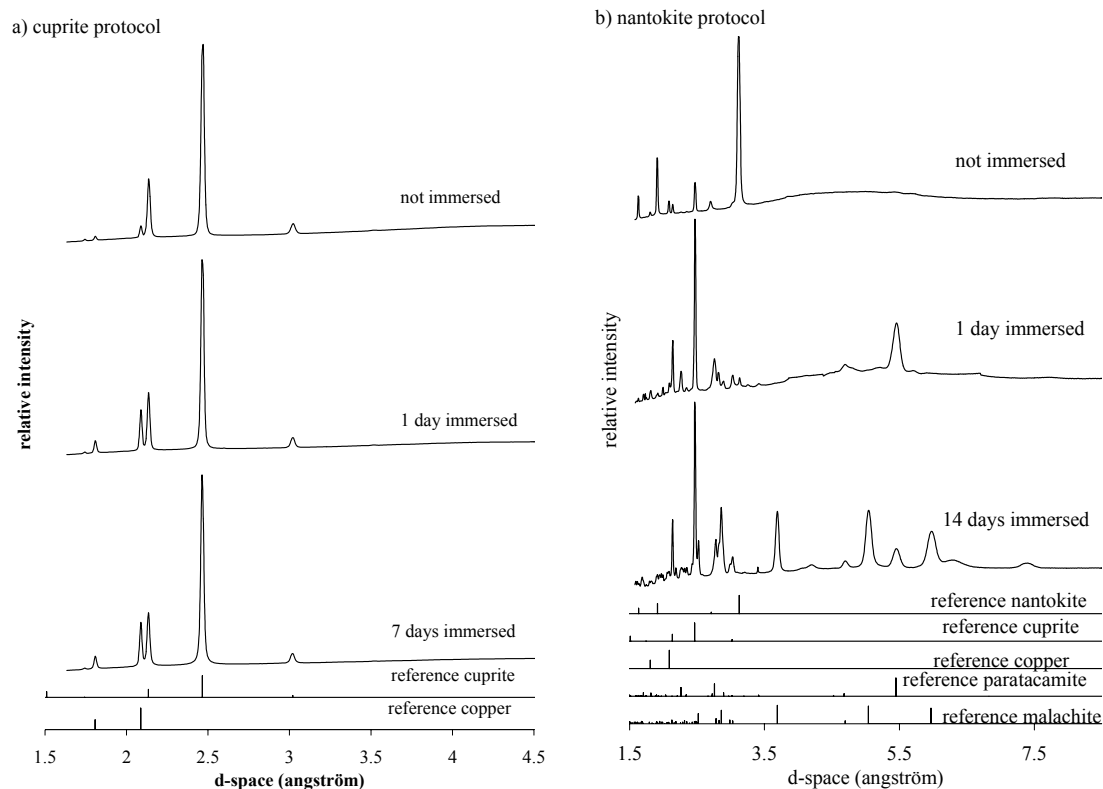 a) cuprite protocol
not immersed
1 day immersed
7 days immersed
reference cuprite
reference copper
relative intensity
1.5 2 2.5 3 3.5 4 4.5
d-space (angström)
b) nantokite protocol
not immersed
1 day immersed
14 days immersed
reference nantokite
reference cuprite
reference copper
reference paratacamite
reference malachite
relative intensity
1.5 3.5 5.5 7.5
d-space (angström)